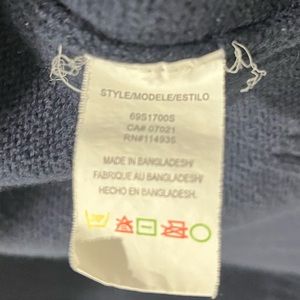 STYLE/MODELE/ESTILO
69S1700S
CA# 07021
RN#114935
MADE IN BANGLADESH/
FABRIQUE AU BANGLADESH/
HECHO EN BANGLADESH.